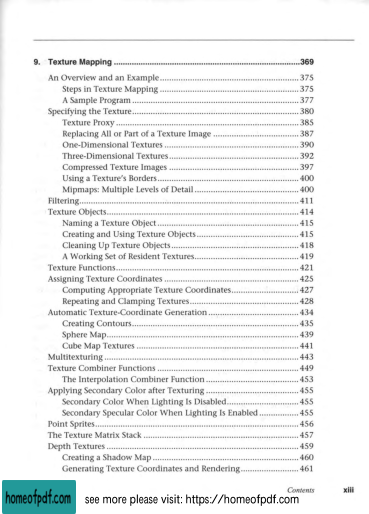 9. Texture Mapping ....................369
An Overview and an Example .................... 375
Steps in Texture Mapping .................... 375
A Sample Program .................... 377
Specifying the Texture .................... 380
Texture Proxy .................... 385
Replacing All or Part of a Texture Image .................... 387
One-Dimensional Textures .................... 390
Three-Dimensional Textures .................... 392
Compressed Texture Images .................... 397
Using a Texture's Borders .................... 400
Mipmaps: Multiple Levels of Detail .................... 400
Filtering .................... 411
Texture Objects .................... 414
Naming a Texture Object .................... 415
Creating and Using Texture Objects .................... 415
Cleaning Up Texture Objects .................... 418
A Working Set of Resident Textures .................... 419
Texture Functions .................... 421
Assigning Texture Coordinates .................... 425
Computing Appropriate Texture Coordinates .................... 427
Repeating and Clamping Textures .................... 428
Automatic Texture-Coordinate Generation .................... 434
Creating Contours .................... 435
Sphere Map .................... 439
Cube Map Textures .................... 441
Multitexturing .................... 443
Texture Combiner Functions .................... 449
The Interpolation Combiner Function .................... 453
Applying Secondary Color after Texturing .................... 455
Secondary Color When Lighting Is Disabled .................... 455
Secondary Specular Color When Lighting Is Enabled .................... 455
Point Sprites .................... 456
The Texture Matrix Stack .................... 457
Depth Textures .................... 459
Creating a Shadow Map .................... 460
Generating Texture Coordinates and Rendering .................... 461
Contents xiii
homeofpdf.com see more please visit: https://homeofpdf.com